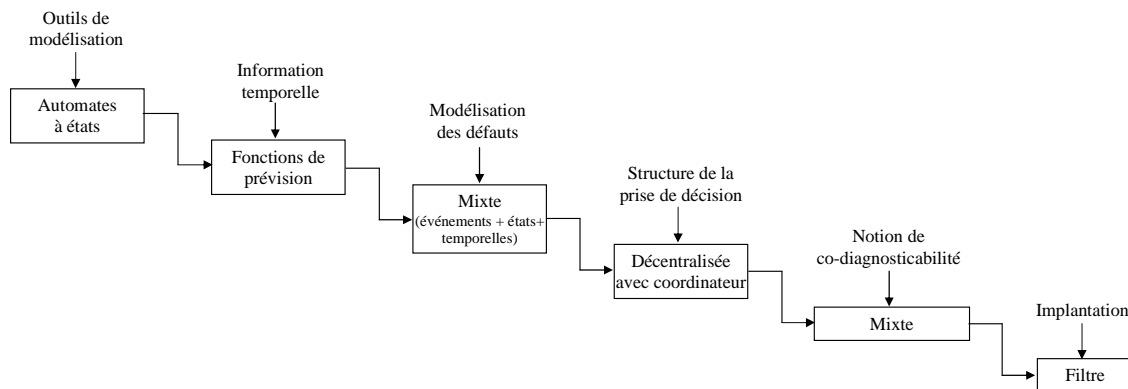 Outils de
modélisation
Automates
à états
Information
temporelle
Fonctions de
prévision
Modélisation
des défauts
Mixte
(événements + états+
temporelles)
Structure de la
prise de décision
Décentralisée
avec coordinateur
Notion de
co-diagnosticabilité
Mixte
Implantation
Filtre